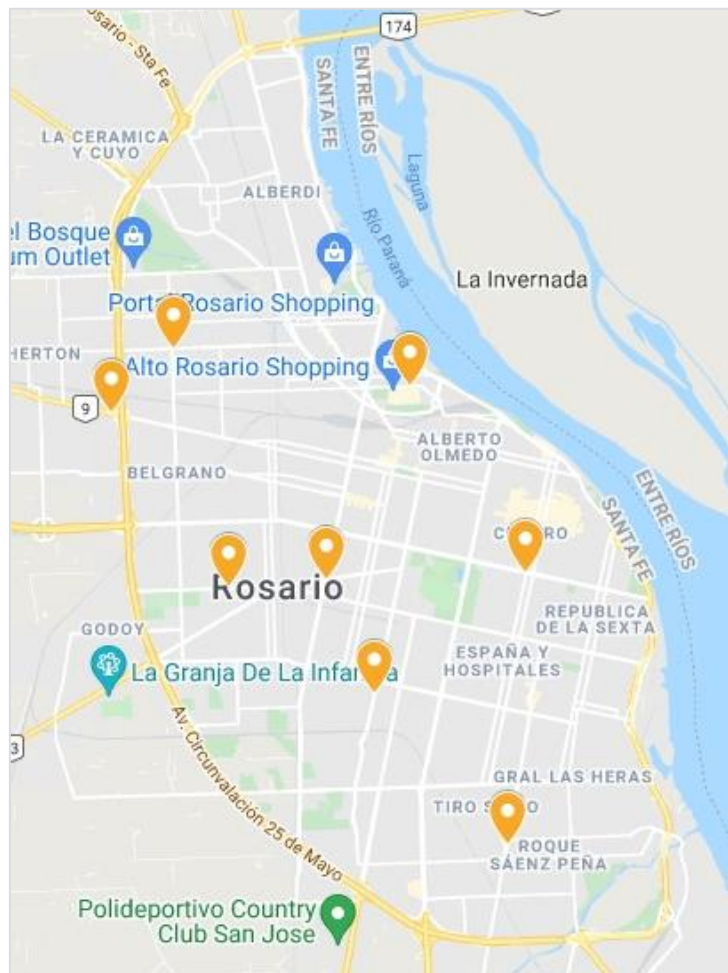 174
Rosario - Sta Fe
SANTA FE
ENTRE RÍOS
LA CERAMICA
Y CUYO
ALBERDI
Laguna
Río Paraná
el Bosque
um Outlet
La Invernada
Portal Rosario Shopping
HERTON
Alto Rosario Shopping
9
ALBERTO
OLMEDO
BELGRANO
ENTRE RÍOS
SANTA FE
Rosario
REPUBLICA
DE LA SEXTA
GODOY
ESPAÑA Y
HOSPITALES
La Granja De La Infancia
3
Av. Circunvalación 25 de Mayo
GRAL LAS HERAS
TIRO
ROQUE
SÁENZ PEÑA
Polideportivo Country
Club San Jose